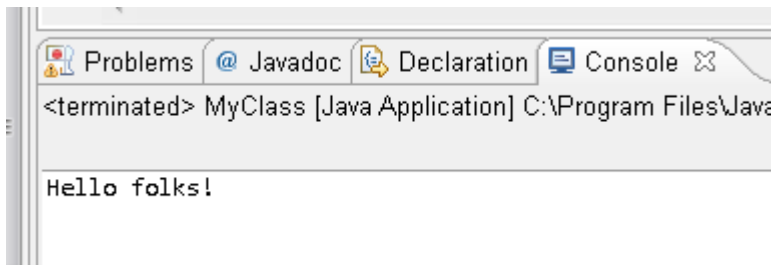 Problems @ Javadoc Declaration Console
<terminated> MyClass [Java Application] C:\Program Files\Java
Hello folks!